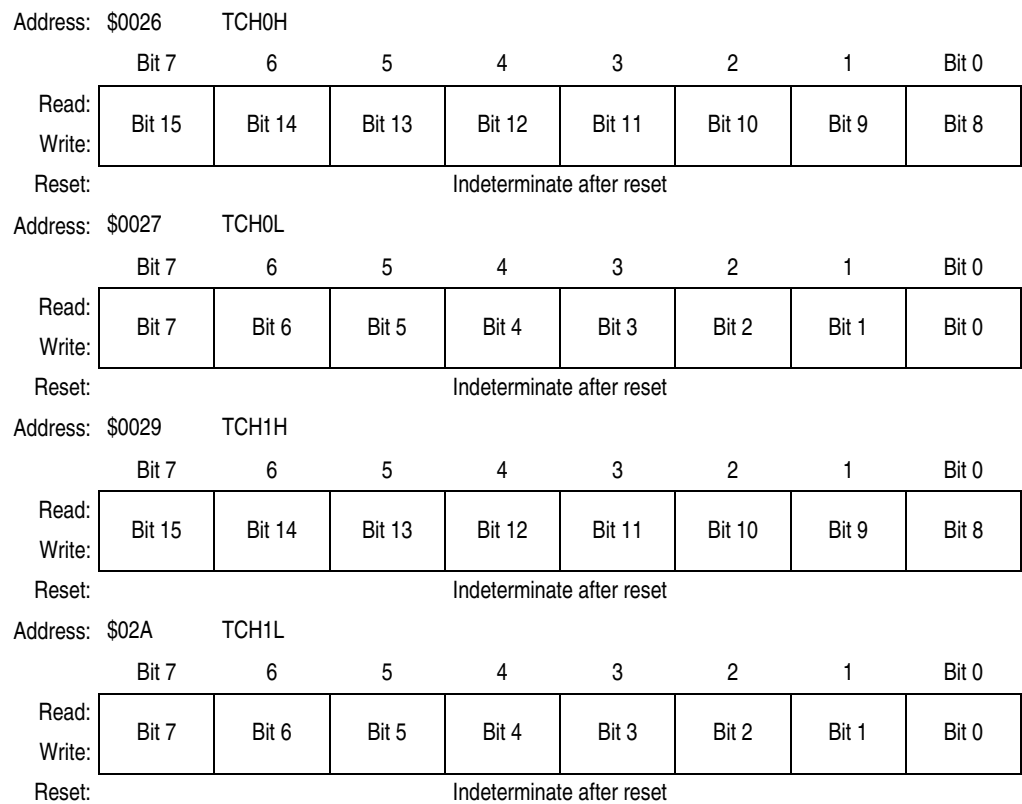 Address: $0026 TCH0H
Bit 7 6 5 4 3 2 1 Bit 0
Read:
Bit 15 Bit 14 Bit 13 Bit 12 Bit 11 Bit 10 Bit 9 Bit 8
Write:
Reset: Indeterminate after reset
Address: $0027 TCH0L
Bit 7 6 5 4 3 2 1 Bit 0
Read:
Bit 7 Bit 6 Bit 5 Bit 4 Bit 3 Bit 2 Bit 1 Bit 0
Write:
Reset: Indeterminate after reset
Address: $0029 TCH1H
Bit 7 6 5 4 3 2 1 Bit 0
Read:
Bit 15 Bit 14 Bit 13 Bit 12 Bit 11 Bit 10 Bit 9 Bit 8
Write:
Reset: Indeterminate after reset
Address: $02A TCH1L
Bit 7 6 5 4 3 2 1 Bit 0
Read:
Bit 7 Bit 6 Bit 5 Bit 4 Bit 3 Bit 2 Bit 1 Bit 0
Write:
Reset: Indeterminate after reset